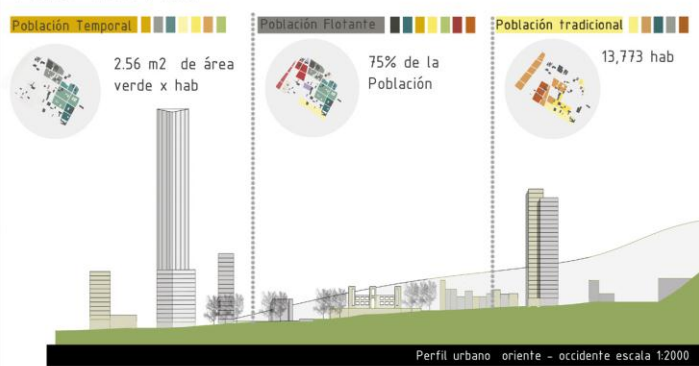 Población Temporal
2.56 m2 de área
verde x hab
Población Flotante
75% de la
Población
Población tradicional
13,773 hab
Perfil urbano oriente - occidente escala 1:2000